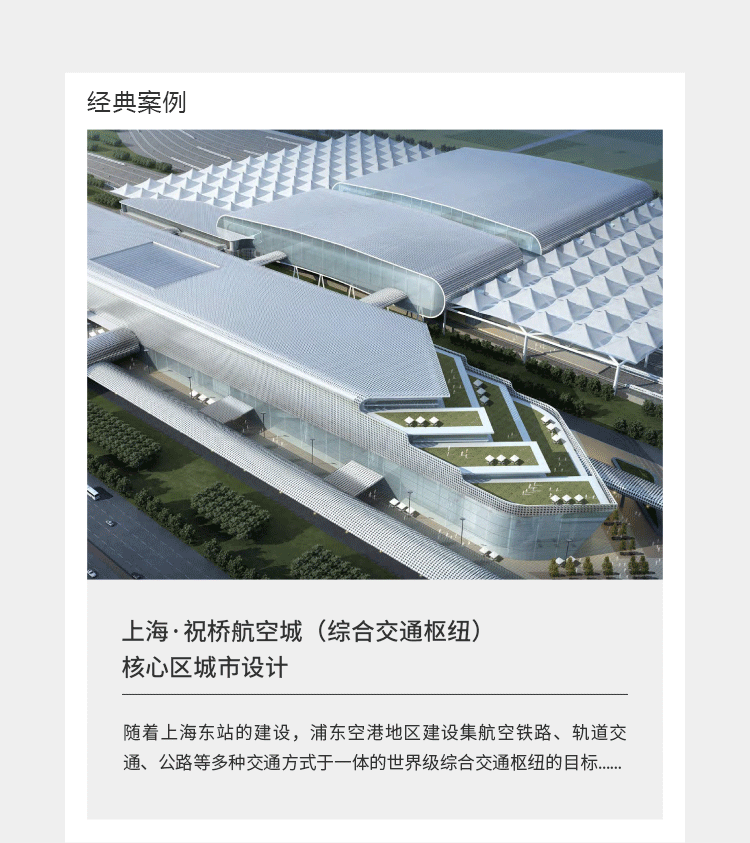 经典案例
上海·祝桥航空城（综合交通枢纽）
核心区城市设计
随着上海东站的建设，浦东空港地区建设集航空铁路、轨道交
通、公路等多种交通方式于一体的世界级综合交通枢纽的目标......